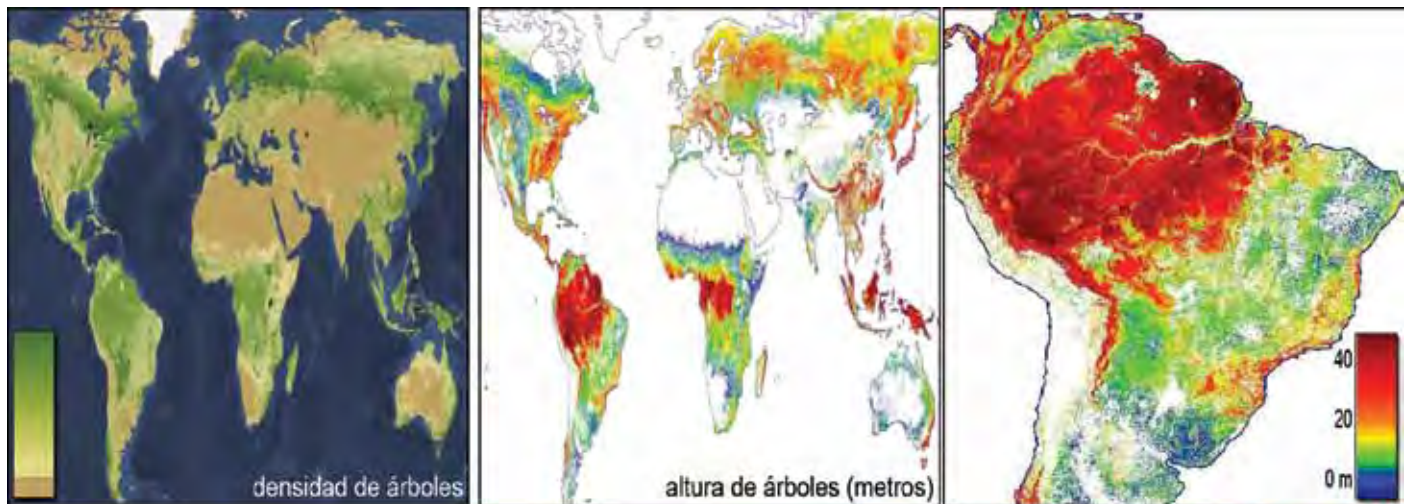 densidad de árboles
altura de árboles (metros)
40
20
0 m